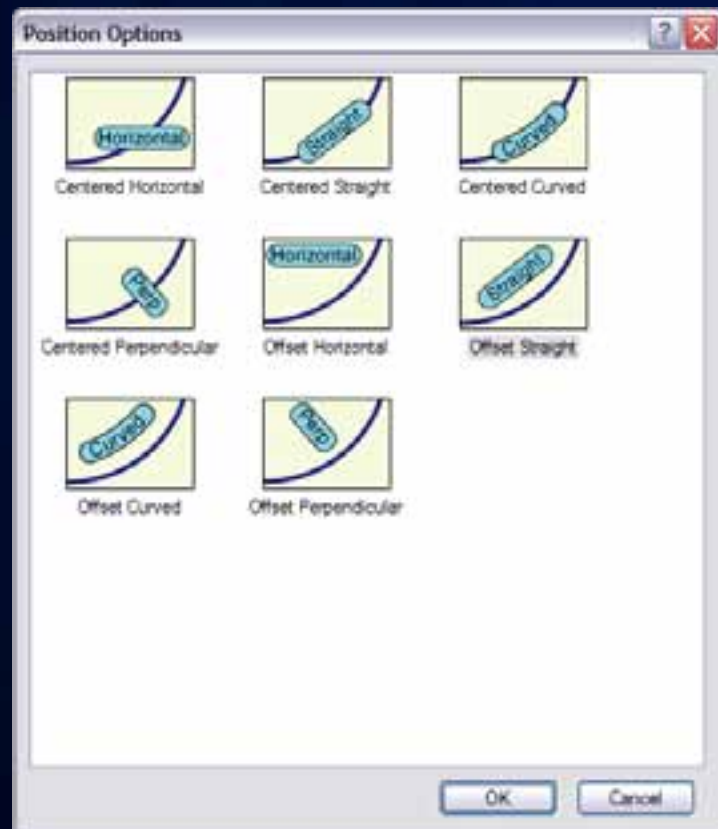 Position Options
?
Horizontal
Straight
Curved
Centered Horizontal
Centered Straight
Centered Curved
Perp
Horizontal
Straight
Centered Perpendicular
Offset Horizontal
Offset Straight
Curved
Perp
Offset Curved
Offset Perpendicular
OK
Cancel